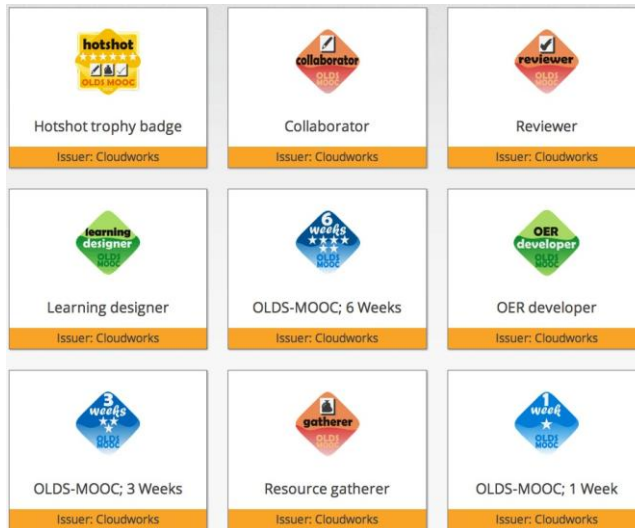 hotshot
OLDS MOOC
Hotshot trophy badge
Issuer: Cloudworks
collaborator
OLDS
MOOC
Collaborator
Issuer: Cloudworks
reviewer
OLDS
MOOC
Reviewer
Issuer: Cloudworks
learning
designer
OLDS
MOOC
Learning designer
Issuer: Cloudworks
6
weeks
OLDS
MOOC
OLDS-MOOC; 6 Weeks
Issuer: Cloudworks
OER
developer
OLDS
MOOC
OER developer
Issuer: Cloudworks
3
weeks
OLDS
MOOC
OLDS-MOOC; 3 Weeks
Issuer: Cloudworks
gatherer
OLDS
MOOC
Resource gatherer
Issuer: Cloudworks
1
week
OLDS
MOOC
OLDS-MOOC; 1 Week
Issuer: Cloudworks